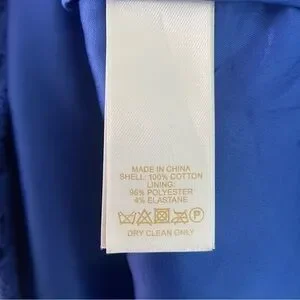 MADE IN CHINA
SHELL: 100% COTTON
LINING:
96% POLYESTER
4% ELASTANE
P
DRY CLEAN ONLY